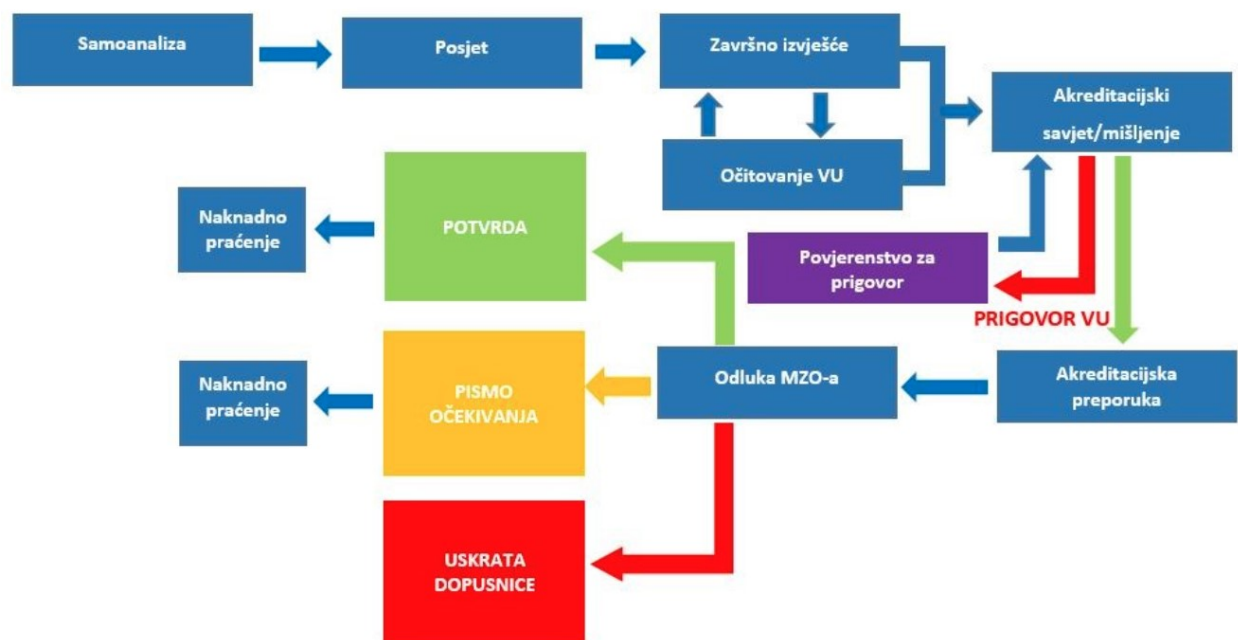 Samoanaliza
Posjet
Završno izvješće
Akreditacijski
savjet/mišljenje
Očitovanje VU
Naknadno
praćenje
POTVRDA
Povjerenstvo za
prigovor
PRIGOVOR VU
Naknadno
praćenje
PISMO
OČEKIVANJA
Odluka MZO-a
Akreditacijska
preporuka
USKRATA
DOPUSNICE